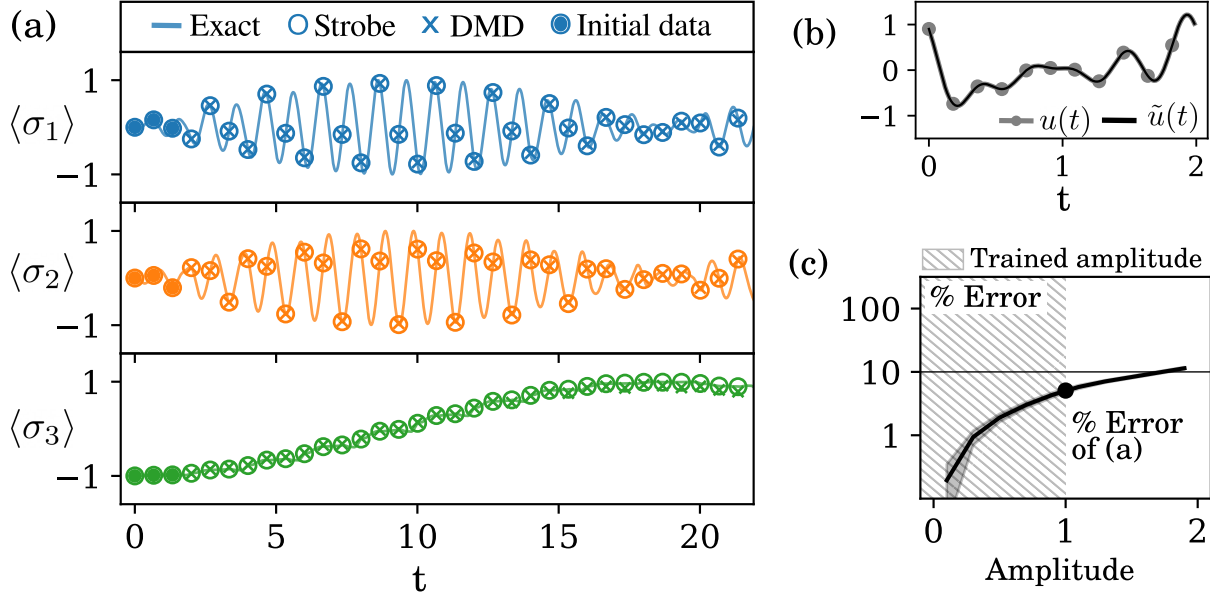 (a)
Exact Strobe DMD Initial data
⟨σ1⟩
1
−1
⟨σ2⟩
1
−1
⟨σ3⟩
1
−1
0 5 10 15 20
t
(b)
1
0
−1
u(t) ũ(t)
0 1 2
t
(c)
Trained amplitude
% Error
100
10
1
% Error
of (a)
0 1 2
Amplitude